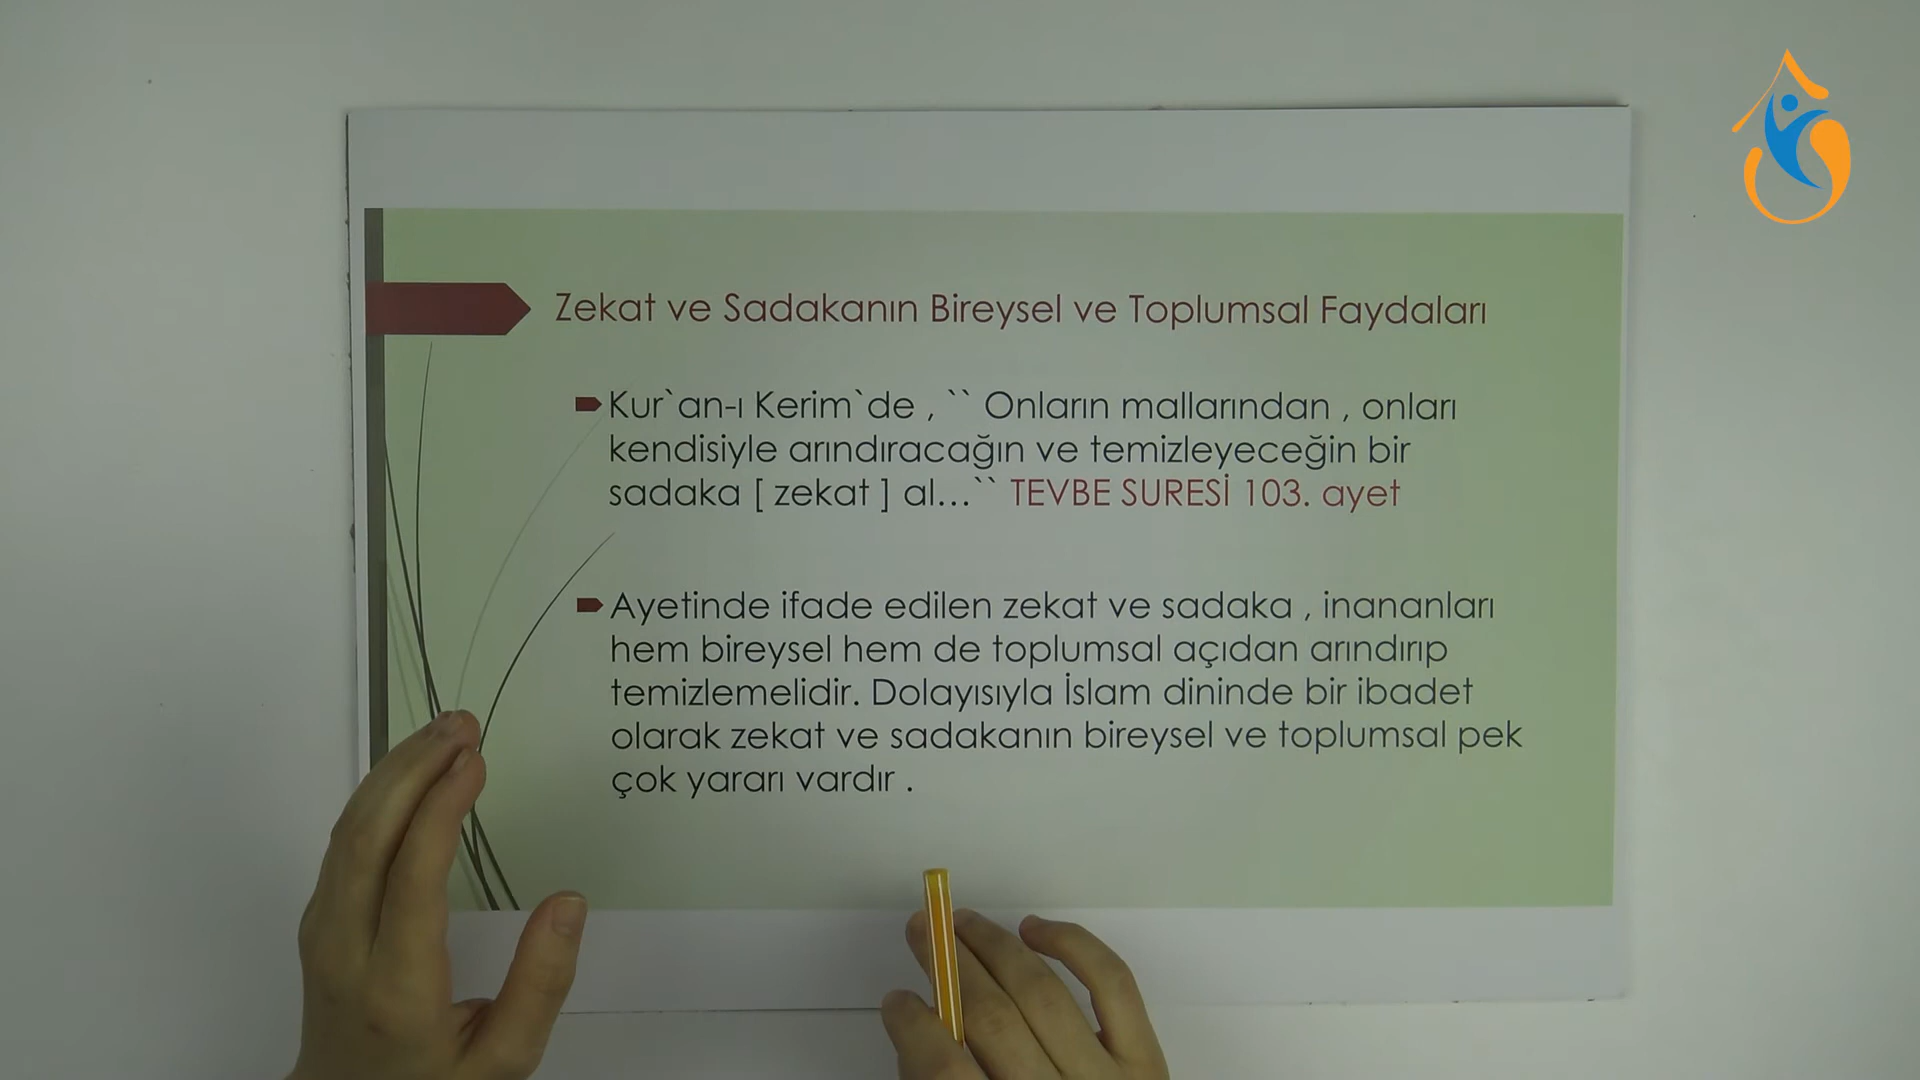 Zekat ve Sadakanın Bireysel ve Toplumsal Faydaları
Kur`an-ı Kerim`de , `` Onların mallarından , onları
kendisiyle arındıracağın ve temizleyeceğin bir
sadaka [ zekat ] al...`` TEVBE SURESİ 103. ayet
Ayetinde ifade edilen zekat ve sadaka , inananları
hem bireysel hem de toplumsal açıdan arındırıp
temizlemelidir. Dolayısıyla İslam dininde bir ibadet
olarak zekat ve sadakanın bireysel ve toplumsal pek
çok yararı vardır .